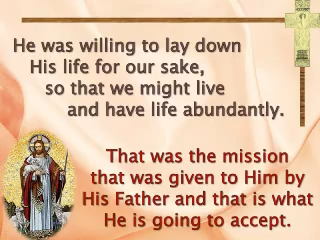 He was willing to lay down
His life for our sake,
so that we might live
and have life abundantly.
That was the mission
that was given to Him by
His Father and that is what
He is going to accept.